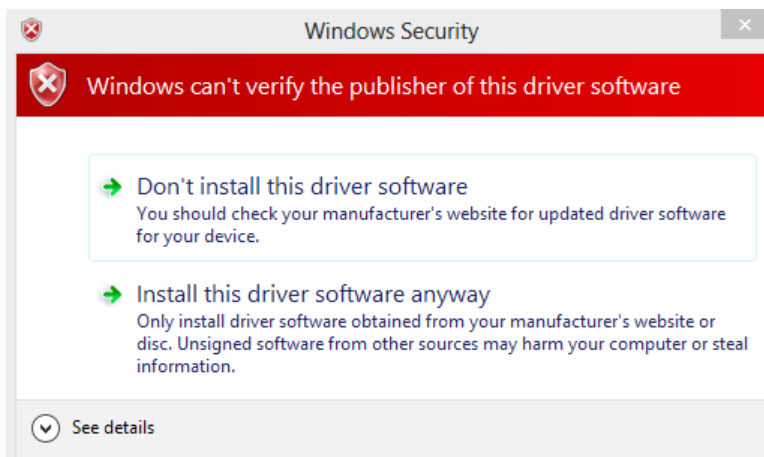 Windows Security
Windows can't verify the publisher of this driver software
Don't install this driver software
You should check your manufacturer's website for updated driver software
for your device.
Install this driver software anyway
Only install driver software obtained from your manufacturer's website or
disc. Unsigned software from other sources may harm your computer or steal
information.
See details